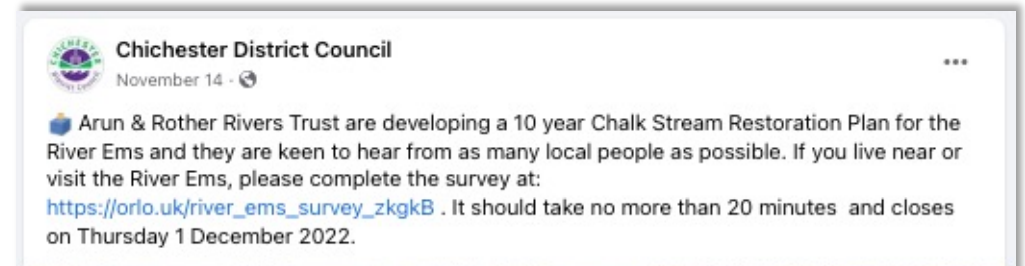 Chichester District Council
November 14 ·
Arun & Rother Rivers Trust are developing a 10 year Chalk Stream Restoration Plan for the
River Ems and they are keen to hear from as many local people as possible. If you live near or
visit the River Ems, please complete the survey at:
https://orlo.uk/river_ems_survey_zkgkB . It should take no more than 20 minutes  and closes
on Thursday 1 December 2022.
CHICHESTER
DISTRICT COUNCIL